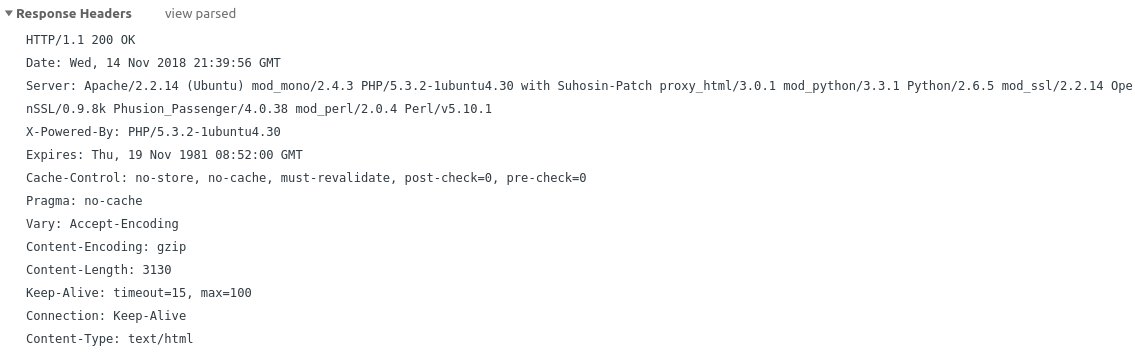 Response Headers view parsed
HTTP/1.1 200 OK
Date: Wed, 14 Nov 2018 21:39:56 GMT
Server: Apache/2.2.14 (Ubuntu) mod_mono/2.4.3 PHP/5.3.2-1ubuntu4.30 with Suhosin-Patch proxy_html/3.0.1 mod_python/3.3.1 Python/2.6.5 mod_ssl/2.2.14 Ope
nSSL/0.9.8k Phusion_Passenger/4.0.38 mod_perl/2.0.4 Perl/v5.10.1
X-Powered-By: PHP/5.3.2-1ubuntu4.30
Expires: Thu, 19 Nov 1981 08:52:00 GMT
Cache-Control: no-store, no-cache, must-revalidate, post-check=0, pre-check=0
Pragma: no-cache
Vary: Accept-Encoding
Content-Encoding: gzip
Content-Length: 3130
Keep-Alive: timeout=15, max=100
Connection: Keep-Alive
Content-Type: text/html